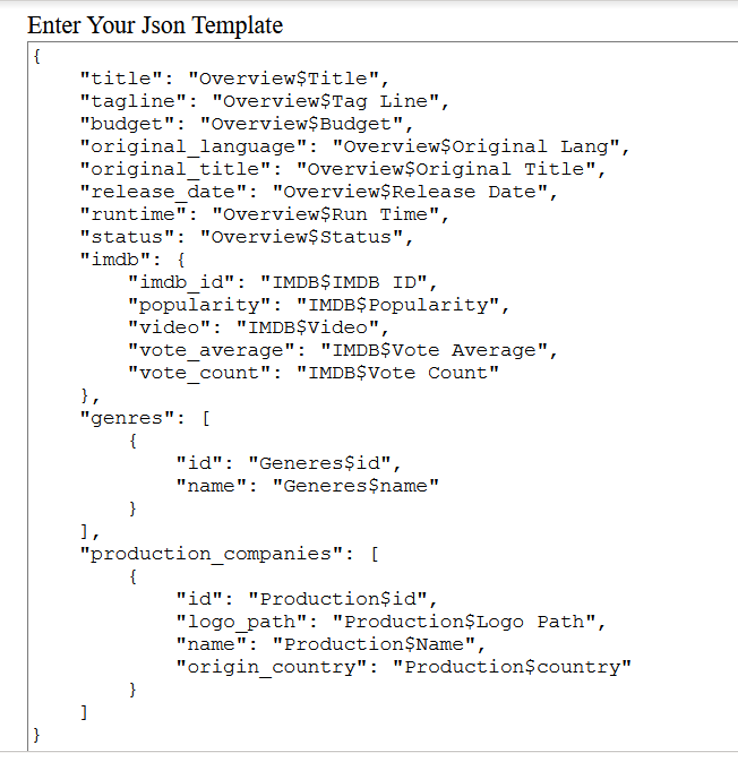 Enter Your Json Template
{
    "title": "Overview$Title",
    "tagline": "Overview$Tag Line",
    "budget": "Overview$Budget",
    "original_language": "Overview$Original Lang",
    "original_title": "Overview$Original Title",
    "release_date": "Overview$Release Date",
    "runtime": "Overview$Run Time",
    "status": "Overview$Status",
    "imdb": {
        "imdb_id": "IMDB$IMDB ID",
        "popularity": "IMDB$Popularity",
        "video": "IMDB$Video",
        "vote_average": "IMDB$Vote Average",
        "vote_count": "IMDB$Vote Count"
    },
    "genres": [
        {
            "id": "Generes$id",
            "name": "Generes$name"
        }
    ],
    "production_companies": [
        {
            "id": "Production$id",
            "logo_path": "Production$Logo Path",
            "name": "Production$Name",
            "origin_country": "Production$country"
        }
    ]
}